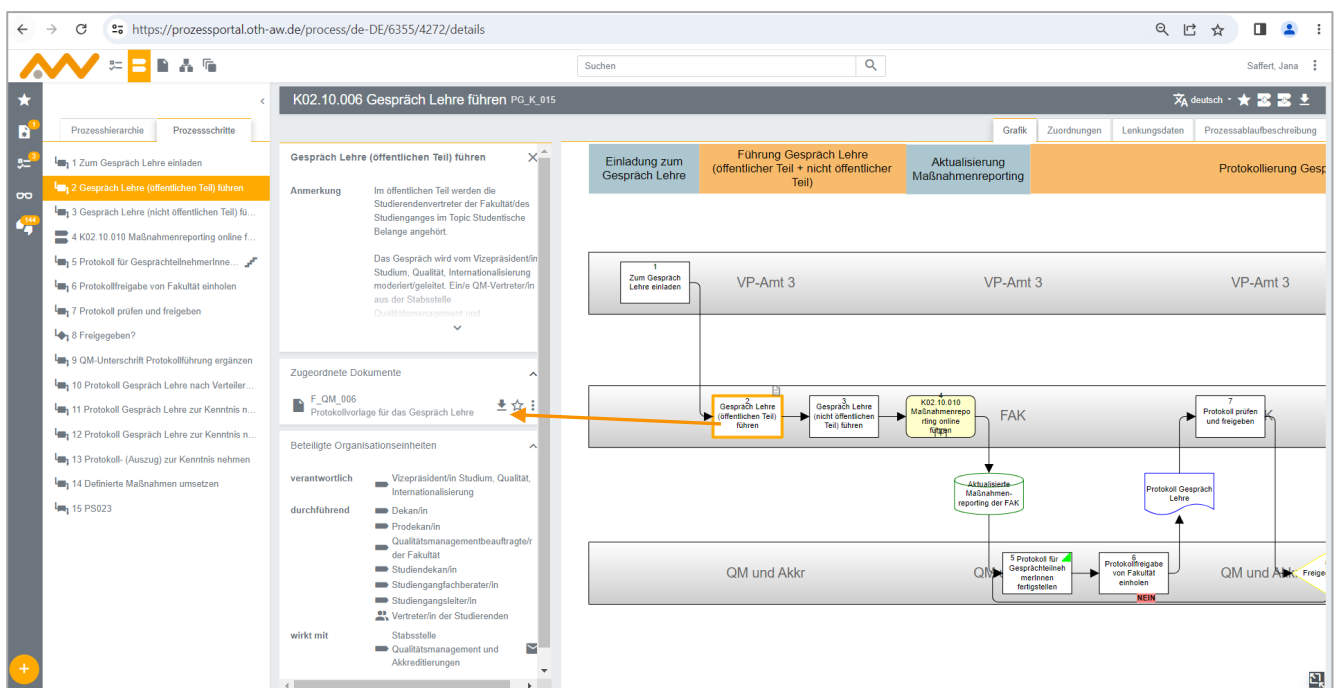 https://prozessportal.oth-aw.de/process/de-DE/6355/4272/details
Suchen
Saffert, Jana
K02.10.006 Gespräch Lehre führen PG_K_015
deutsch
1
3
144
Prozesshierarchie
Prozessschritte
1 Zum Gespräch Lehre einladen
2 Gespräch Lehre (öffentlichen Teil) führen
3 Gespräch Lehre (nicht öffentlichen Teil) fü...
4 K02.10.010 Maßnahmenreporting online f...
5 Protokoll für GesprächteilnehmerInne...
6 Protokollfreigabe von Fakultät einholen
7 Protokoll prüfen und freigeben
8 Freigegeben?
9 QM-Unterschrift Protokollführung ergänzen
10 Protokoll Gespräch Lehre nach Verteiler...
11 Protokoll Gespräch Lehre zur Kenntnis n...
12 Protokoll Gespräch Lehre zur Kenntnis n...
13 Protokoll- (Auszug) zur Kenntnis nehmen
14 Definierte Maßnahmen umsetzen
15 PS023
Gespräch Lehre (öffentlichen Teil) führen
Anmerkung
Im öffentlichen Teil werden die
Studierendenvertreter der Fakultät/des
Studienganges im Topic Studentische
Belange angehört.
Das Gespräch wird vom Vizepräsident/in
Studium, Qualität, Internationalisierung
moderiert/geleitet. Ein/e QM-Vertreter/in
aus der Stabsstelle
Qualitätsmanagement und
Zugeordnete Dokumente
F_QM_006
Protokollvorlage für das Gespräch Lehre
Beteiligte Organisationseinheiten
verantwortlich
Vizepräsident/in Studium, Qualität,
Internationalisierung
durchführend
Dekan/in
Prodekan/in
Qualitätsmanagementbeauftragte/r
der Fakultät
Studiendekan/in
Studiengangfachberater/in
Studiengangsleiter/in
Vertreter/in der Studierenden
wirkt mit
Stabsstelle
Qualitätsmanagement und
Akkreditierungen
Grafik
Zuordnungen
Lenkungsdaten
Prozessablaufbeschreibung
Einladung zum
Gespräch Lehre
Führung Gespräch Lehre
(öffentlicher Teil + nicht öffentlicher
Teil)
Aktualisierung
Maßnahmenreporting
Protokollierung Gesp
1
Zum Gespräch
Lehre einladen
VP-Amt 3
VP-Amt 3
VP-Amt 3
2
Gespräch Lehre
(öffentlichen Teil)
führen
3
Gespräch Lehre
(nicht öffentlichen
Teil) führen
4
K02.10.010
Maßnahmenrepo
rting online
führen
FAK
7
Protokoll prüfen
und freigeben
K
Aktualisierte
Maßnahmen-
reporting der FAK
Protokoll Gespräch
Lehre
QM und Akkr
QM
5 Protokoll für
Gesprächteilneh
merInnen
fertigstellen
6
Protokollfreigabe
von Fakultät
einholen
NEIN
QM und Akk
Freige